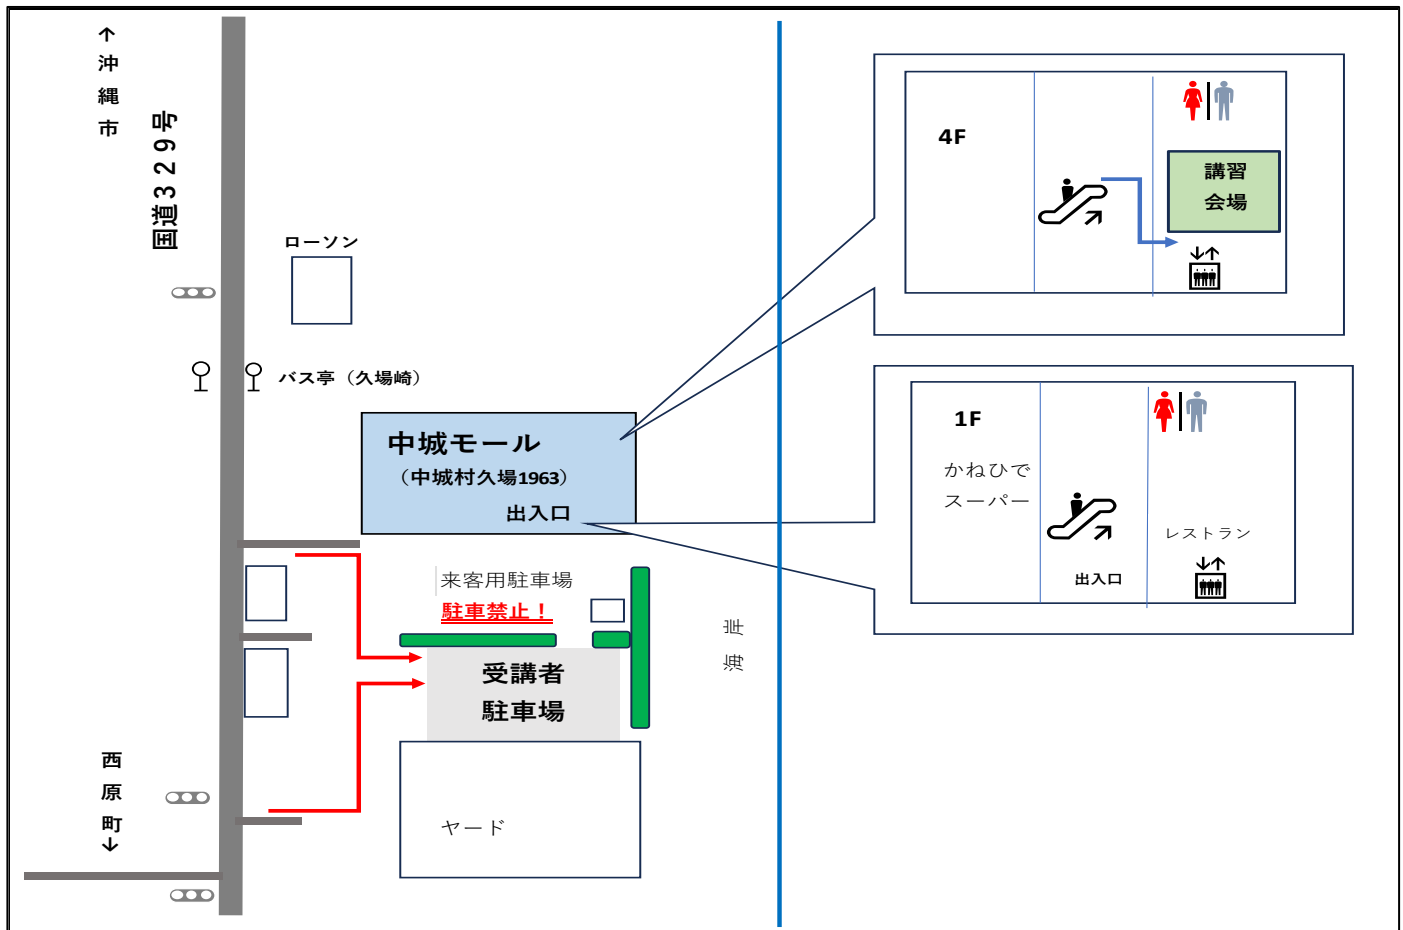 ↑沖縄市
国道329号
ローソン
バス亭（久場崎）
中城モール
（中城村久場1963）
出入口
来客用駐車場
駐車禁止！
受講者
駐車場
ヤード
西原町↓
海岸
4F
講習
会場
1F
かねひで
スーパー
レストラン
出入口